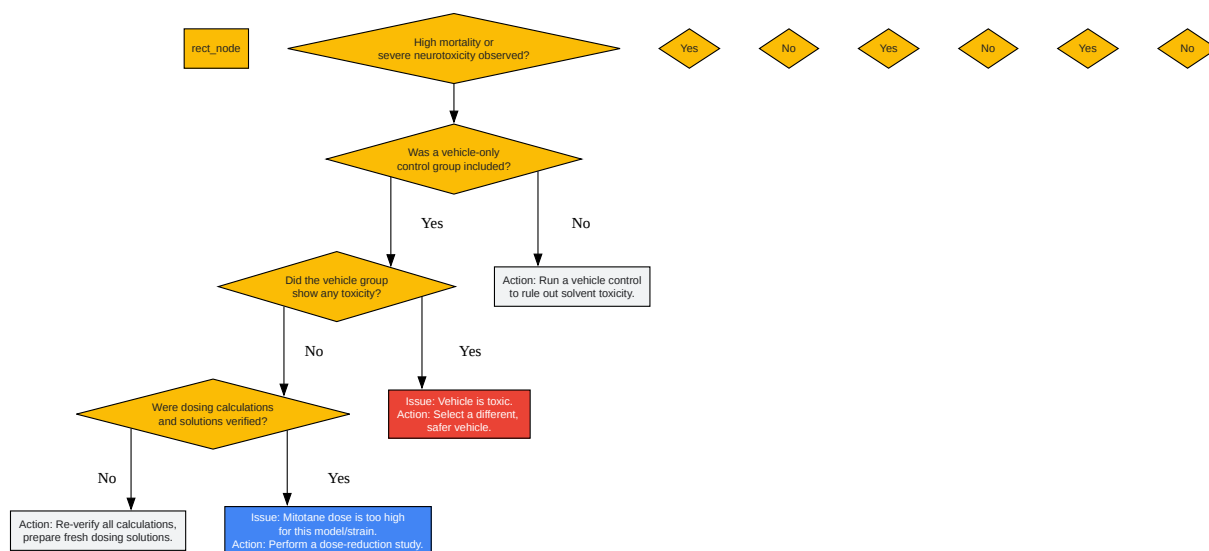 rect_node
High mortality or
severe neurotoxicity observed?
Yes
No
Yes
No
Yes
No
Was a vehicle-only
control group included?
Yes
No
Did the vehicle group
show any toxicity?
Action: Run a vehicle control
to rule out solvent toxicity.
No
Yes
Were dosing calculations
and solutions verified?
Issue: Vehicle is toxic.
Action: Select a different,
safer vehicle.
No
Yes
Action: Re-verify all calculations,
prepare fresh dosing solutions.
Issue: Mitotane dose is too high
for this model/strain.
Action: Perform a dose-reduction study.